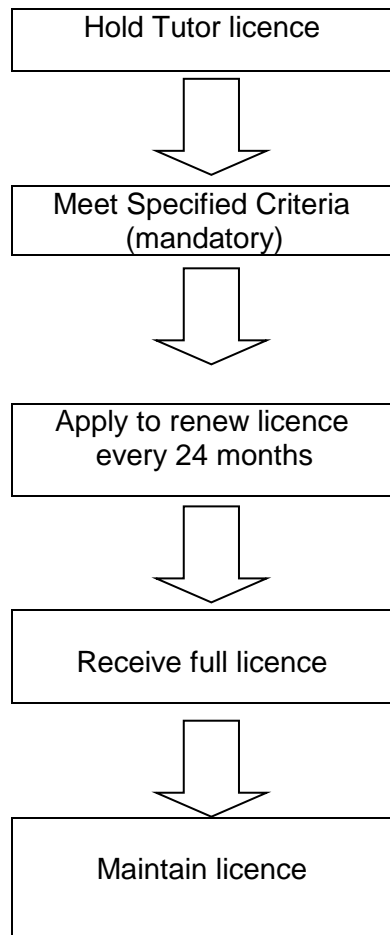 Hold Tutor licence
Meet Specified Criteria
(mandatory)
Apply to renew licence
every 24 months
Receive full licence
Maintain licence